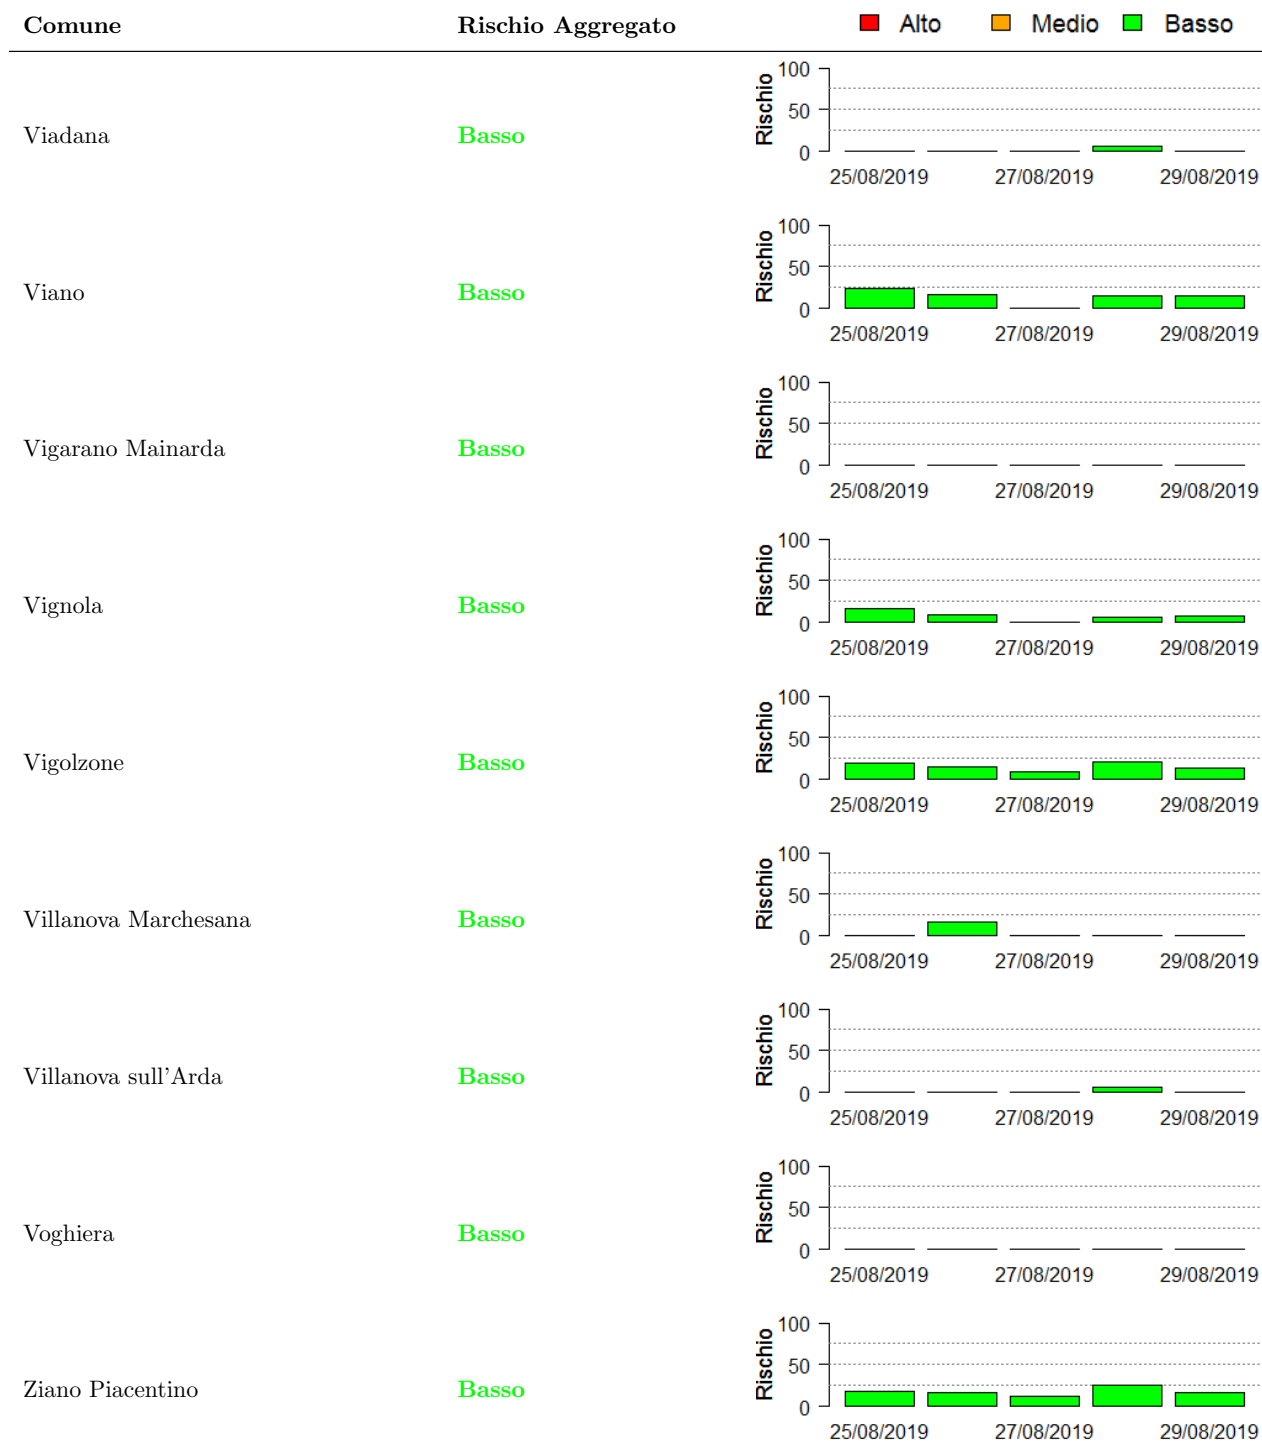 Comune Rischio Aggregato Alto Medio Basso
100
50
0
Rischio
Viadana Basso
25/08/2019 27/08/2019 29/08/2019
100
50
0
Rischio
Viano Basso
25/08/2019 27/08/2019 29/08/2019
100
50
0
Rischio
Vigarano Mainarda Basso
25/08/2019 27/08/2019 29/08/2019
100
50
0
Rischio
Vignola Basso
25/08/2019 27/08/2019 29/08/2019
100
50
0
Rischio
Vigolzone Basso
25/08/2019 27/08/2019 29/08/2019
100
50
0
Rischio
Villanova Marchesana Basso
25/08/2019 27/08/2019 29/08/2019
100
50
0
Rischio
Villanova sull'Arda Basso
25/08/2019 27/08/2019 29/08/2019
100
50
0
Rischio
Voghiera Basso
25/08/2019 27/08/2019 29/08/2019
100
50
0
Rischio
Ziano Piacentino Basso
25/08/2019 27/08/2019 29/08/2019